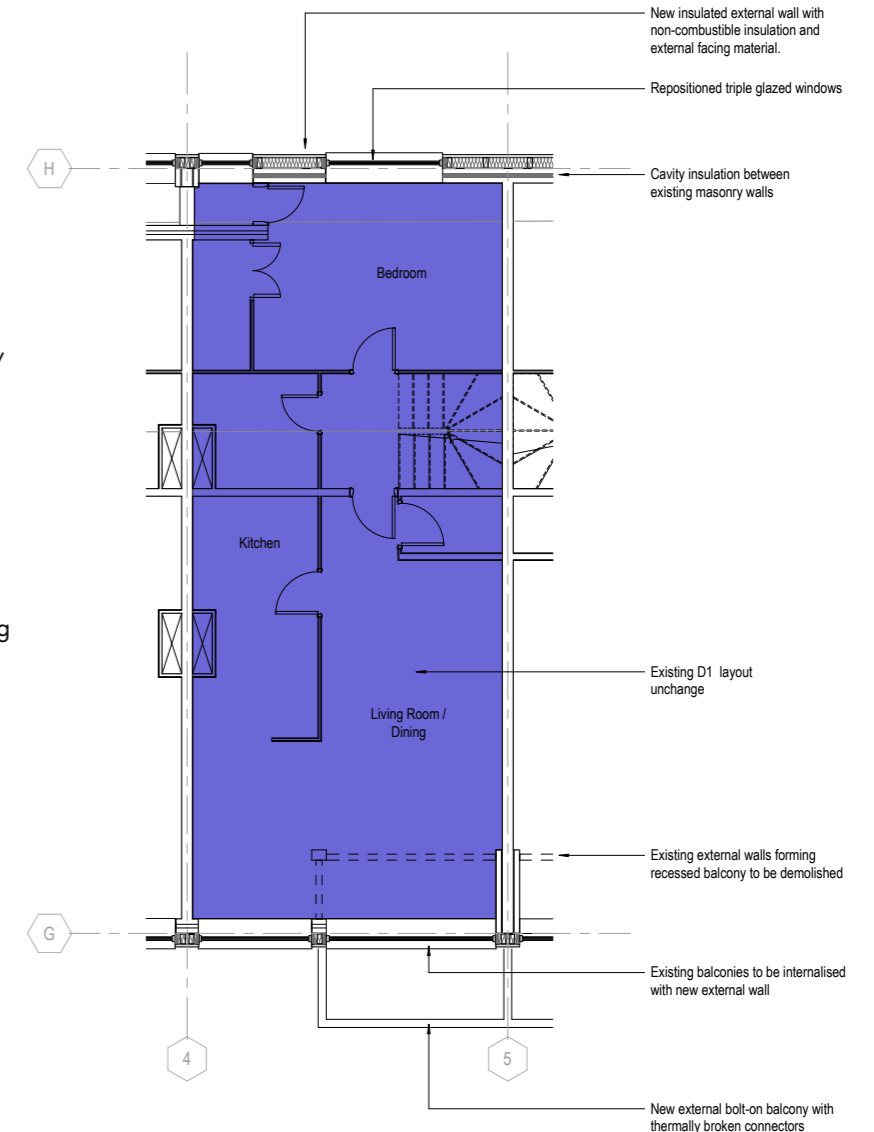 New insulated external wall with
non-combustible insulation and
external facing material.
Repositioned triple glazed windows
H
Cavity insulation between
existing masonry walls
Bedroom
y
Kitchen
g
Existing D1 layout
unchange
Living Room /
Dining
Existing external walls forming
recessed balcony to be demolished
G
Existing balconies to be internalised
with new external wall
4
5
New external bolt-on balcony with
thermally broken connectors